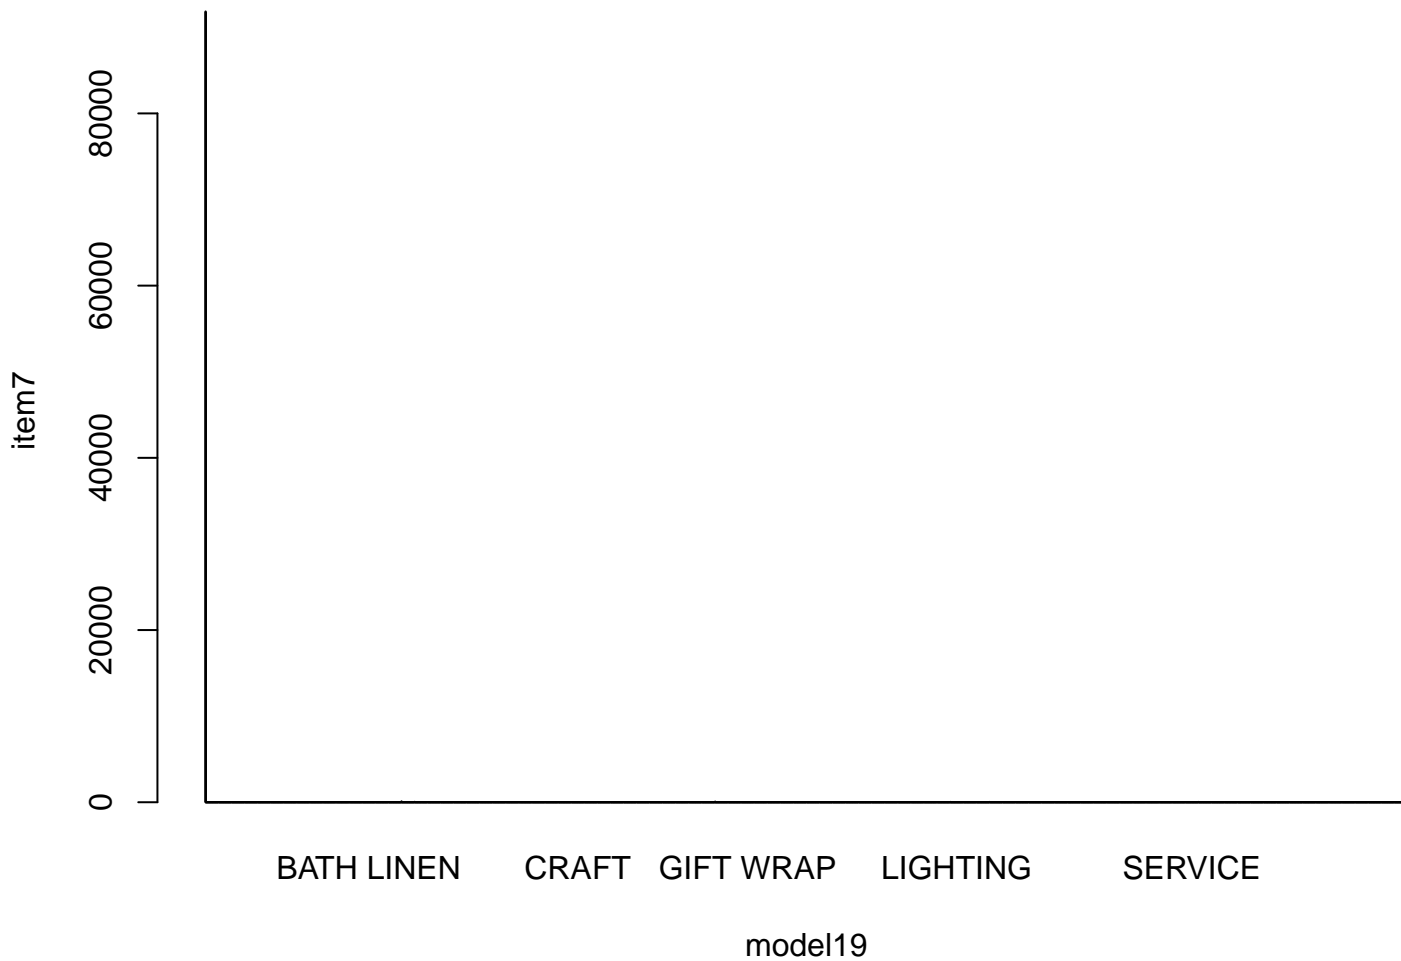 item7
80000
60000
40000
20000
0
BATH LINEN CRAFT GIFT WRAP LIGHTING SERVICE
model19